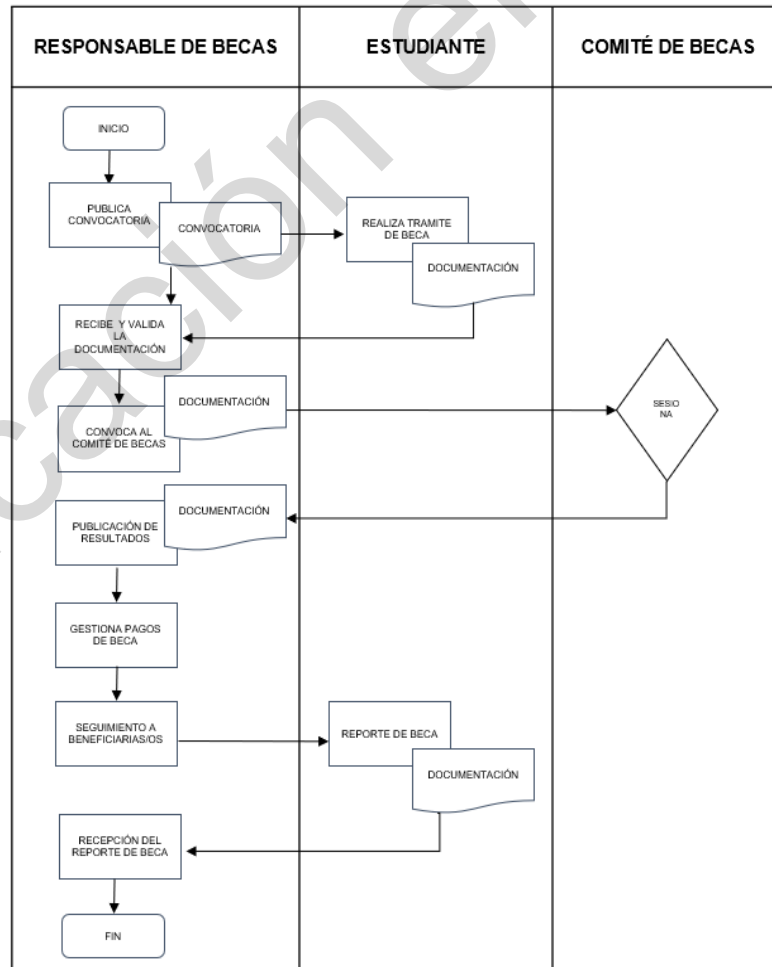 RESPONSABLE DE BECAS
ESTUDIANTE
COMITÉ DE BECAS
INICIO
PUBLICA
CONVOCATORIA
CONVOCATORIA
REALIZA TRAMITE
DE BECA
DOCUMENTACIÓN
RECIBE Y VALIDA
LA
DOCUMENTACIÓN
CONVOCA AL
COMITÉ DE BECAS
DOCUMENTACIÓN
SESIO
NA
PUBLICACIÓN DE
RESULTADOS
DOCUMENTACIÓN
GESTIONA PAGOS
DE BECA
SEGUIMIENTO A
BENEFICIARIAS/OS
REPORTE DE BECA
DOCUMENTACIÓN
RECEPCIÓN DEL
REPORTE DE BECA
FIN